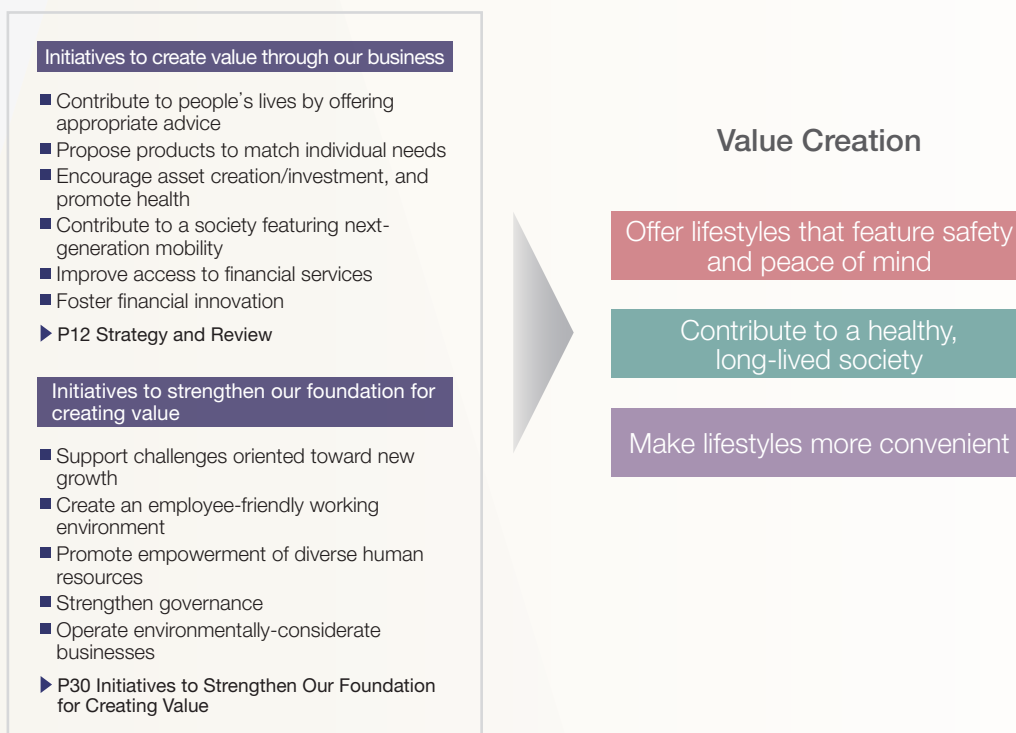 Initiatives to create value through our business
■ Contribute to people's lives by offering
appropriate advice
■ Propose products to match individual needs
■ Encourage asset creation/investment, and
promote health
■ Contribute to a society featuring next-
generation mobility
■ Improve access to financial services
■ Foster financial innovation
▶ P12 Strategy and Review
Initiatives to strengthen our foundation for
creating value
■ Support challenges oriented toward new
growth
■ Create an employee-friendly working
environment
■ Promote empowerment of diverse human
resources
■ Strengthen governance
■ Operate environmentally-considerate
businesses
▶ P30 Initiatives to Strengthen Our Foundation
for Creating Value
Value Creation
Offer lifestyles that feature safety
and peace of mind
Contribute to a healthy,
long-lived society
Make lifestyles more convenient